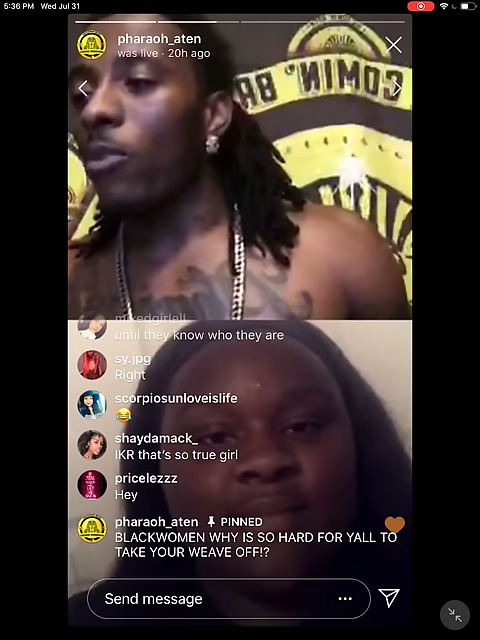 5:36 PM Wed Jul 31
pharaoh_aten
was live · 20h ago
COMIN'
mixedgirlell
until they know who they are
sy.jpg
Right
scorpiosunloveislife
😂
shaydamack_
IKR that's so true girl
pricelezzz
Hey
pharaoh_aten PINNED
BLACKWOMEN WHY IS SO HARD FOR YALL TO
TAKE YOUR WEAVE OFF!?
Send message